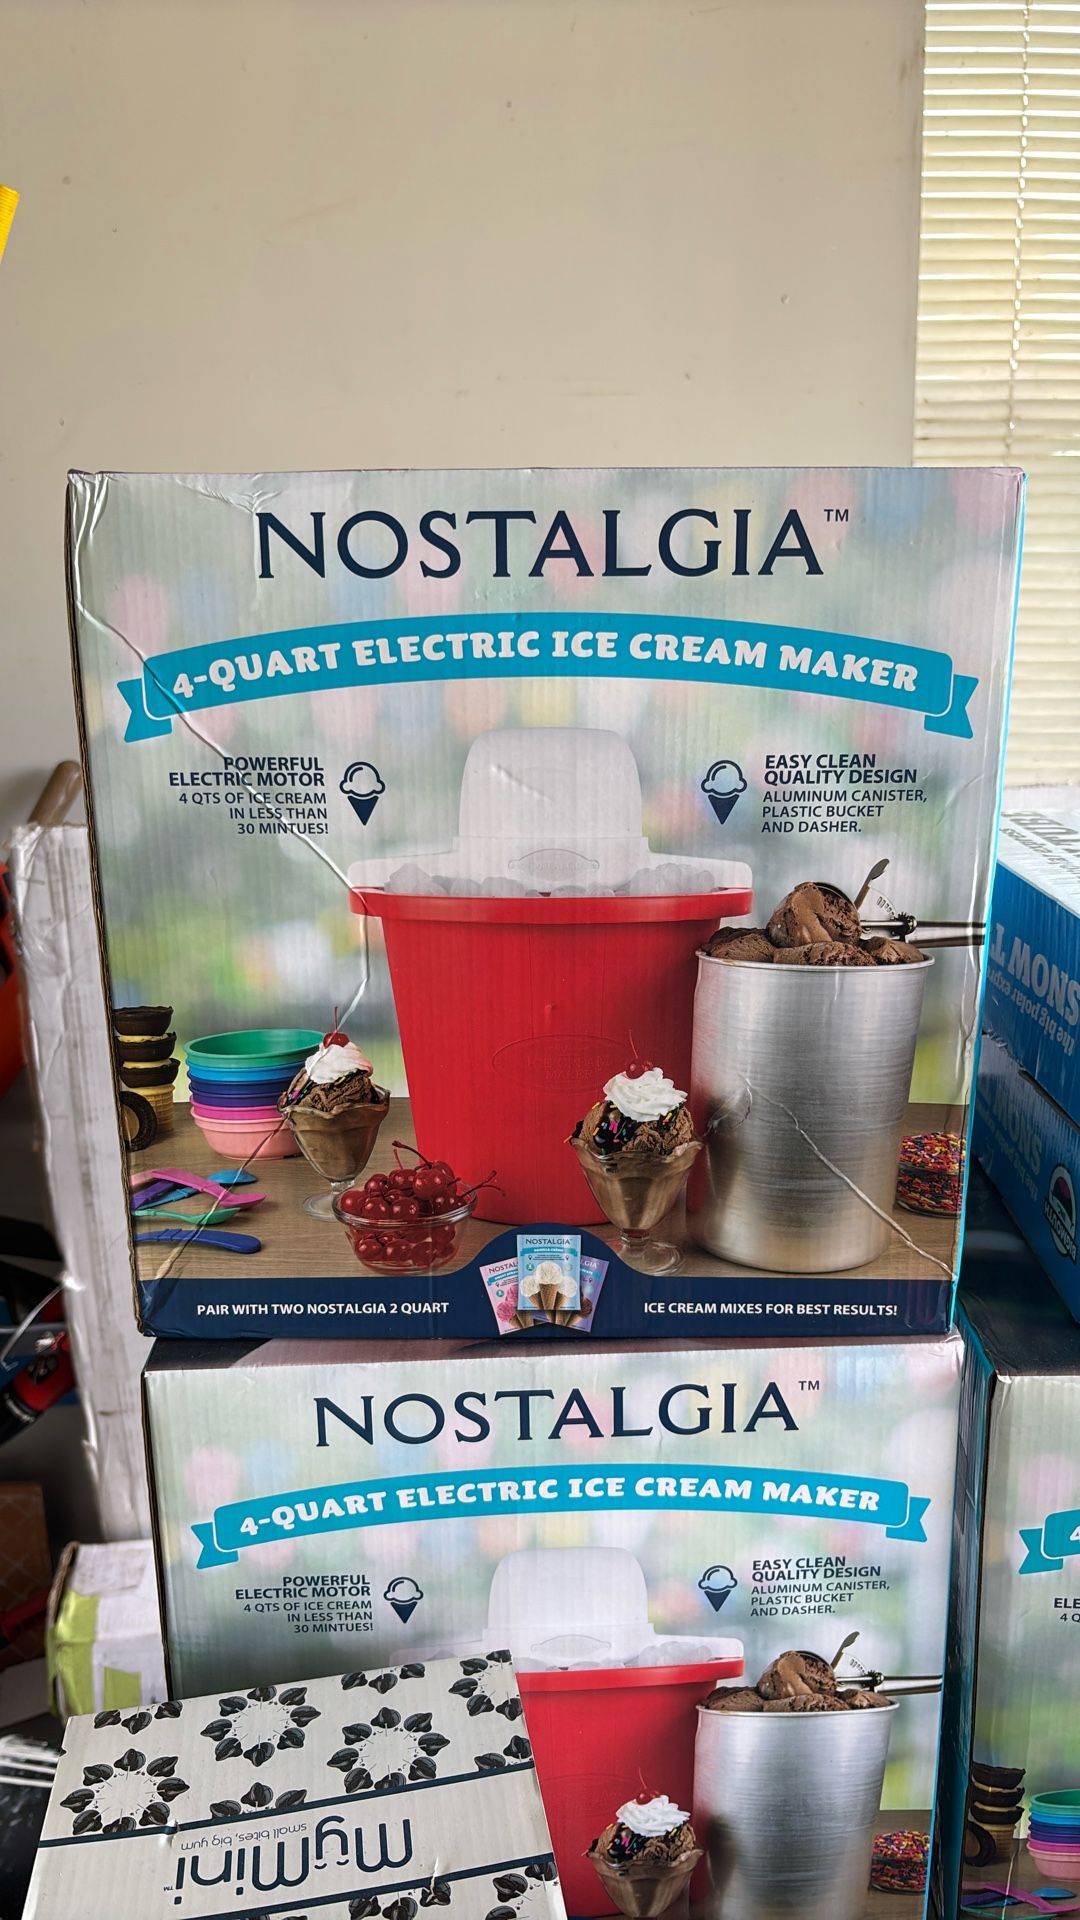 NOSTALGIA™
4-QUART ELECTRIC ICE CREAM MAKER
POWERFUL
ELECTRIC MOTOR
4 QTS OF ICE CREAM
IN LESS THAN
30 MINTUES!
EASY CLEAN
QUALITY DESIGN
ALUMINUM CANISTER,
PLASTIC BUCKET
AND DASHER.
NOSTALGIA
PAIR WITH TWO NOSTALGIA 2 QUART
ICE CREAM MIXES FOR BEST RESULTS!
NOSTALGIA™
4-QUART ELECTRIC ICE CREAM MAKER
POWERFUL
ELECTRIC MOTOR
4 QTS OF ICE CREAM
IN LESS THAN
30 MINTUES!
EASY CLEAN
QUALITY DESIGN
ALUMINUM CANISTER,
PLASTIC BUCKET
AND DASHER.
MyMini™
small bites, big yum
SNOW